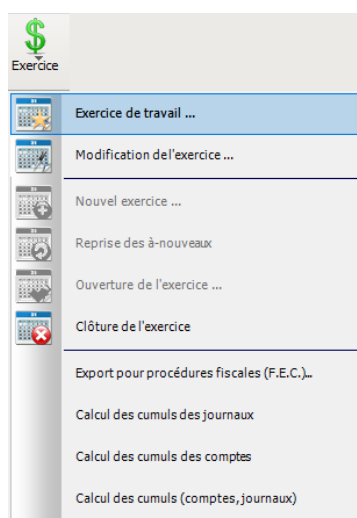 Exercice
Exercice de travail ...
Modification de l'exercice ...
Nouvel exercice ...
Reprise des à-nouveaux
Ouverture de l'exercice ...
Clôture de l'exercice
Export pour procédures fiscales (F.E.C.)...
Calcul des cumuls des journaux
Calcul des cumuls des comptes
Calcul des cumuls (comptes, journaux)